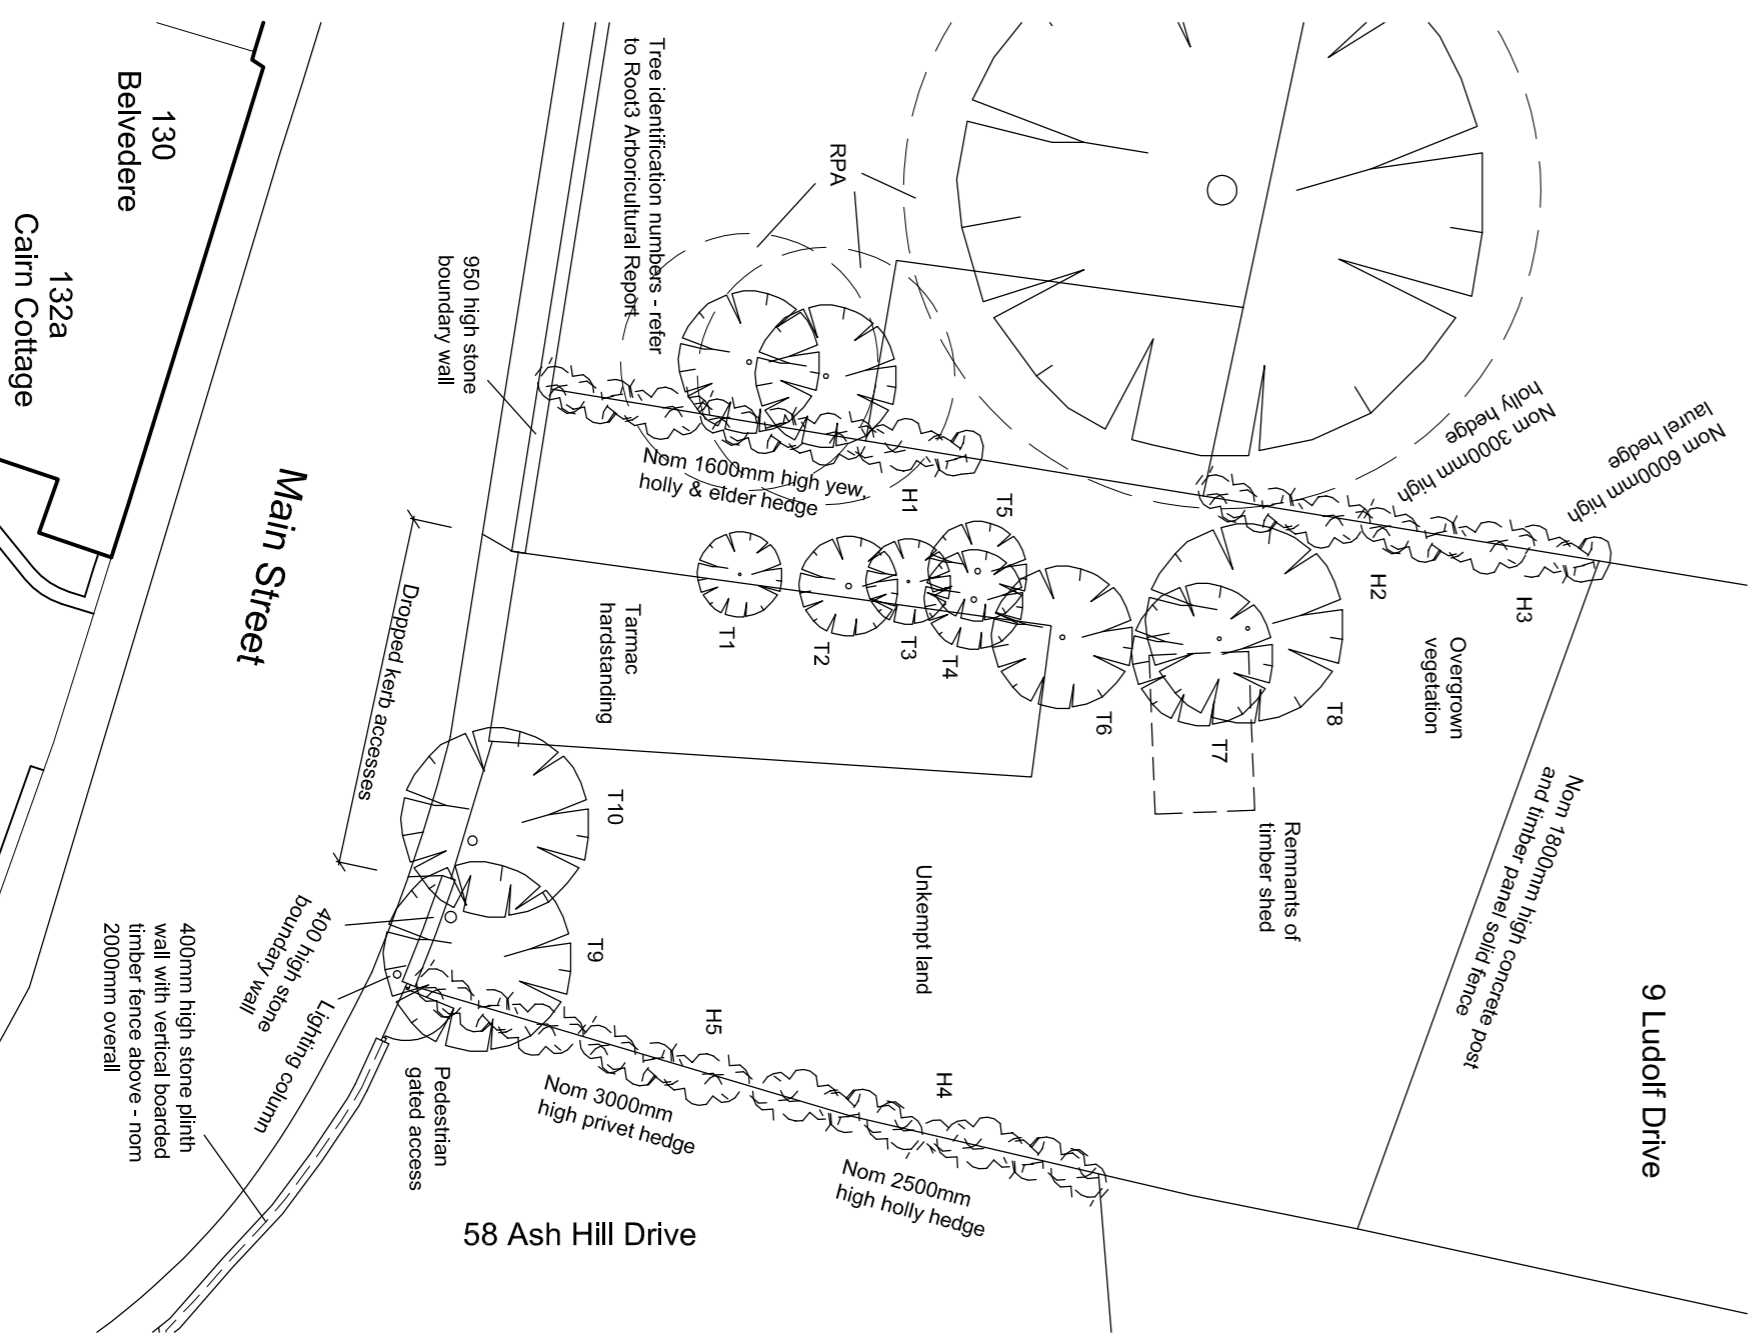 130
Belvedere
132a
Cairn Cottage
Main Street
Tree identification numbers - refer
to Root3 Arboricultural Report
RPA
950 high stone
boundary wall
Nom 1600mm high yew,
holly & elder hedge
H1
Nom 3000mm high
holly hedge
Nom 6000mm high
laurel hedge
H2
H3
T1
T2
T3
T4
T5
T6
T7
T8
Overgrown
vegetation
Tarmac
hardstanding
Dropped kerb accesses
T10
T9
Remnants of
timber shed
Unkempt land
Nom 1800mm high concrete post
and timber panel solid fence
9 Ludolf Drive
400 high stone
boundary wall
Lighting column
400mm high stone plinth
wall with vertical boarded
timber fence above - nom
2000mm overall
Pedestrian
gated access
H5
Nom 3000mm
high privet hedge
H4
Nom 2500mm
high holly hedge
58 Ash Hill Drive